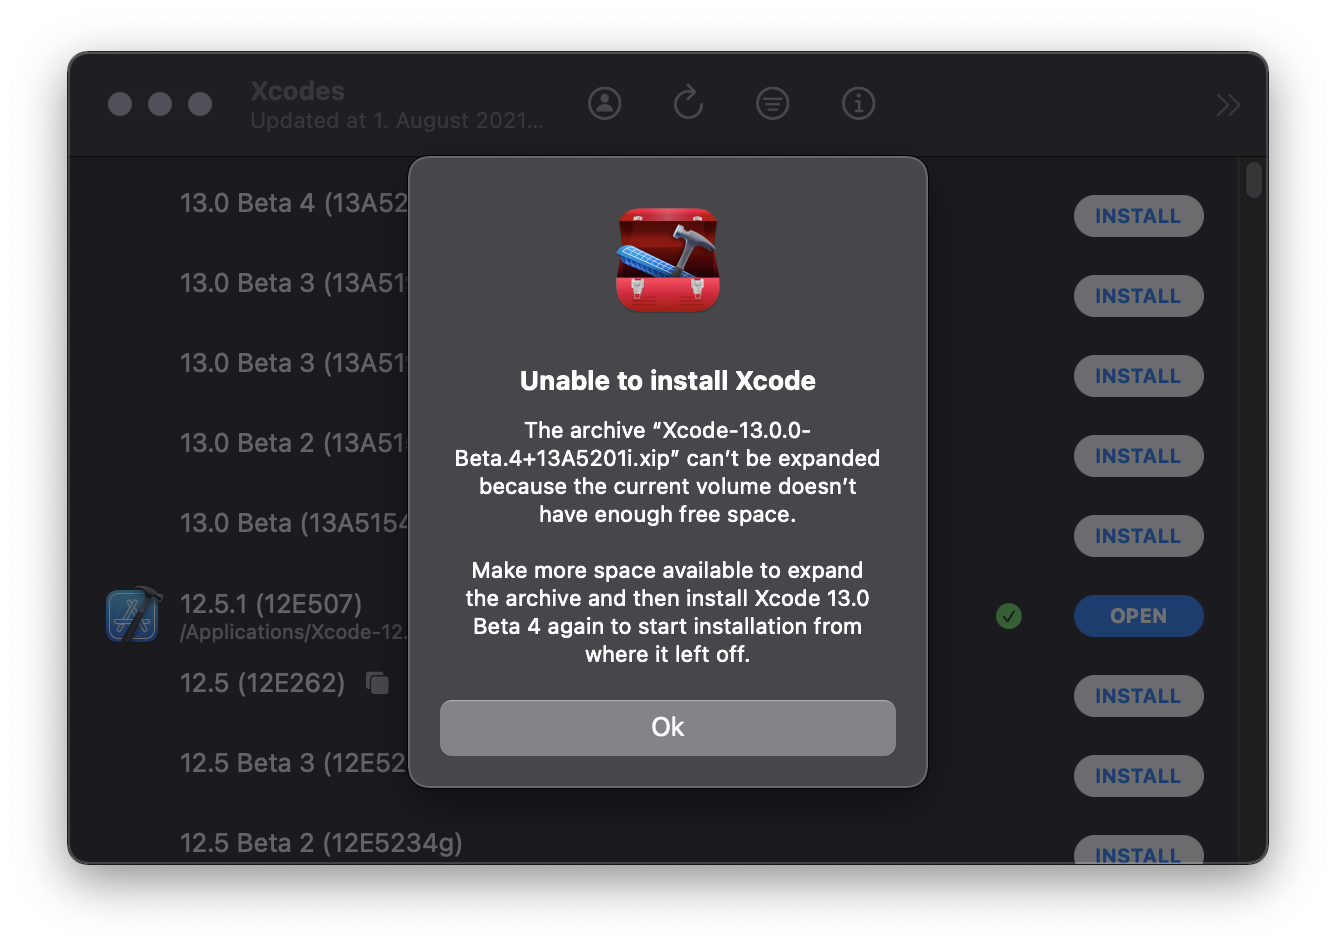 Xcodes
Updated at 1. August 2021...
13.0 Beta 4 (13A52
INSTALL
13.0 Beta 3 (13A519
INSTALL
13.0 Beta 3 (13A519
INSTALL
13.0 Beta 2 (13A515
INSTALL
13.0 Beta (13A5154
INSTALL
12.5.1 (12E507)
/Applications/Xcode-12.
OPEN
12.5 (12E262)
INSTALL
12.5 Beta 3 (12E52
INSTALL
12.5 Beta 2 (12E5234g)
INSTALL
Unable to install Xcode
The archive “Xcode-13.0.0-
Beta.4+13A5201i.xip” can’t be expanded
because the current volume doesn’t
have enough free space.
Make more space available to expand
the archive and then install Xcode 13.0
Beta 4 again to start installation from
where it left off.
Ok